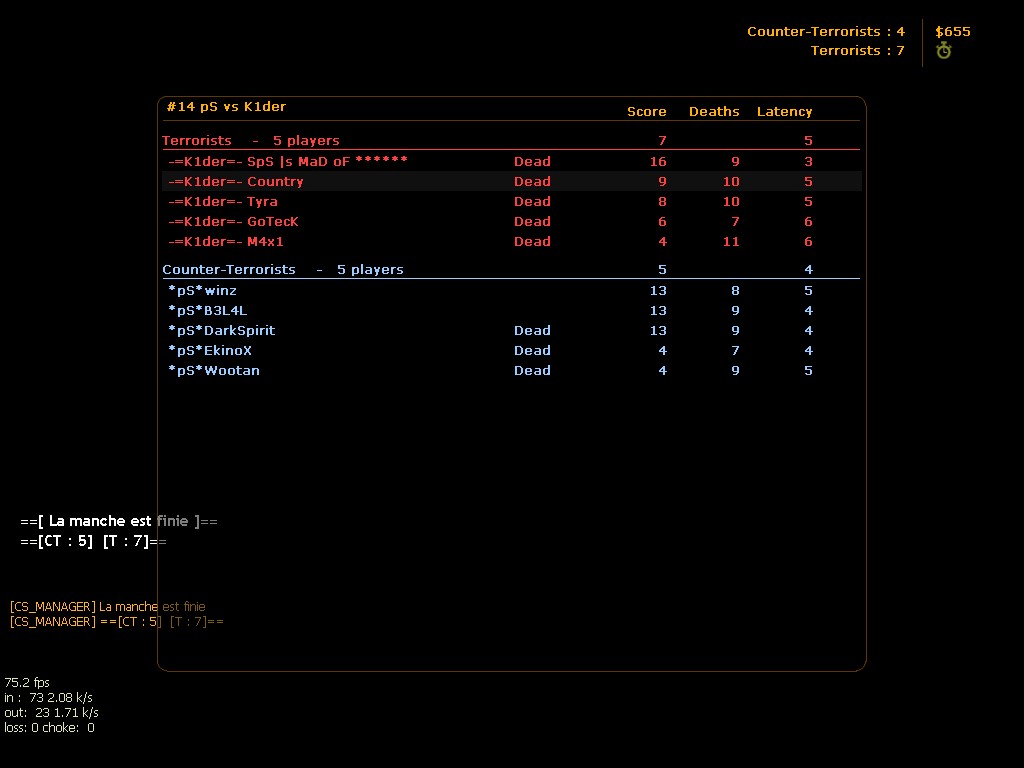 Counter-Terrorists : 4 $655
Terrorists : 7
#14 pS vs K1der Score Deaths Latency
Terrorists - 5 players 7 5
-=K1der=- SpS |s MaD oF ****** Dead 16 9 3
-=K1der=- Country Dead 9 10 5
-=K1der=- Tyra Dead 8 10 5
-=K1der=- GoTecK Dead 6 7 6
-=K1der=- M4x1 Dead 4 11 6
Counter-Terrorists - 5 players 5 4
*pS*winz 13 8 5
*pS*B3L4L 13 9 4
*pS*DarkSpirit Dead 13 9 4
*pS*EkinoX Dead 4 7 4
*pS*Wootan Dead 4 9 5
==[ La manche est finie ]==
==[CT : 5] [T : 7]==
[CS_MANAGER] La manche est finie
[CS_MANAGER] ==[CT : 5] [T : 7]==
75.2 fps
in : 73 2.08 k/s
out: 23 1.71 k/s
loss: 0 choke: 0